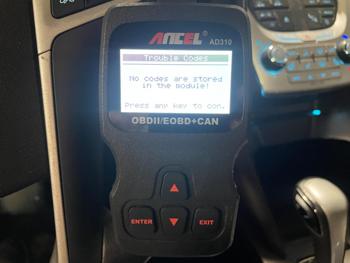 ANCEL
AD310
Trouble Codes
No codes are stored
in the module!
Press any key to con.
OBDII/EOBD+CAN
ENTER
EXIT